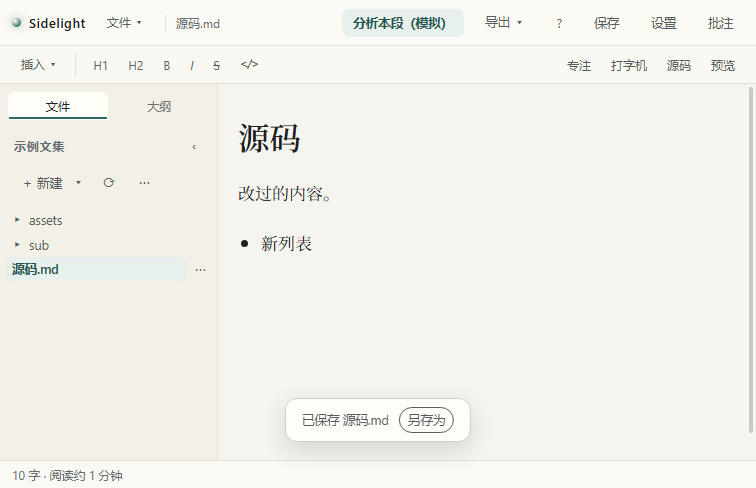 Sidelight 文件 源码.md 分析本段（模拟） 导出 ? 保存 设置 批注
插入 H1 H2 B I S </> 专注 打字机 源码 预览
文件 大纲
示例文集
+ 新建 ...
assets
sub
源码.md ...
源码
改过的内容。
新列表
已保存 源码.md 另存为
10 字 · 阅读约 1 分钟